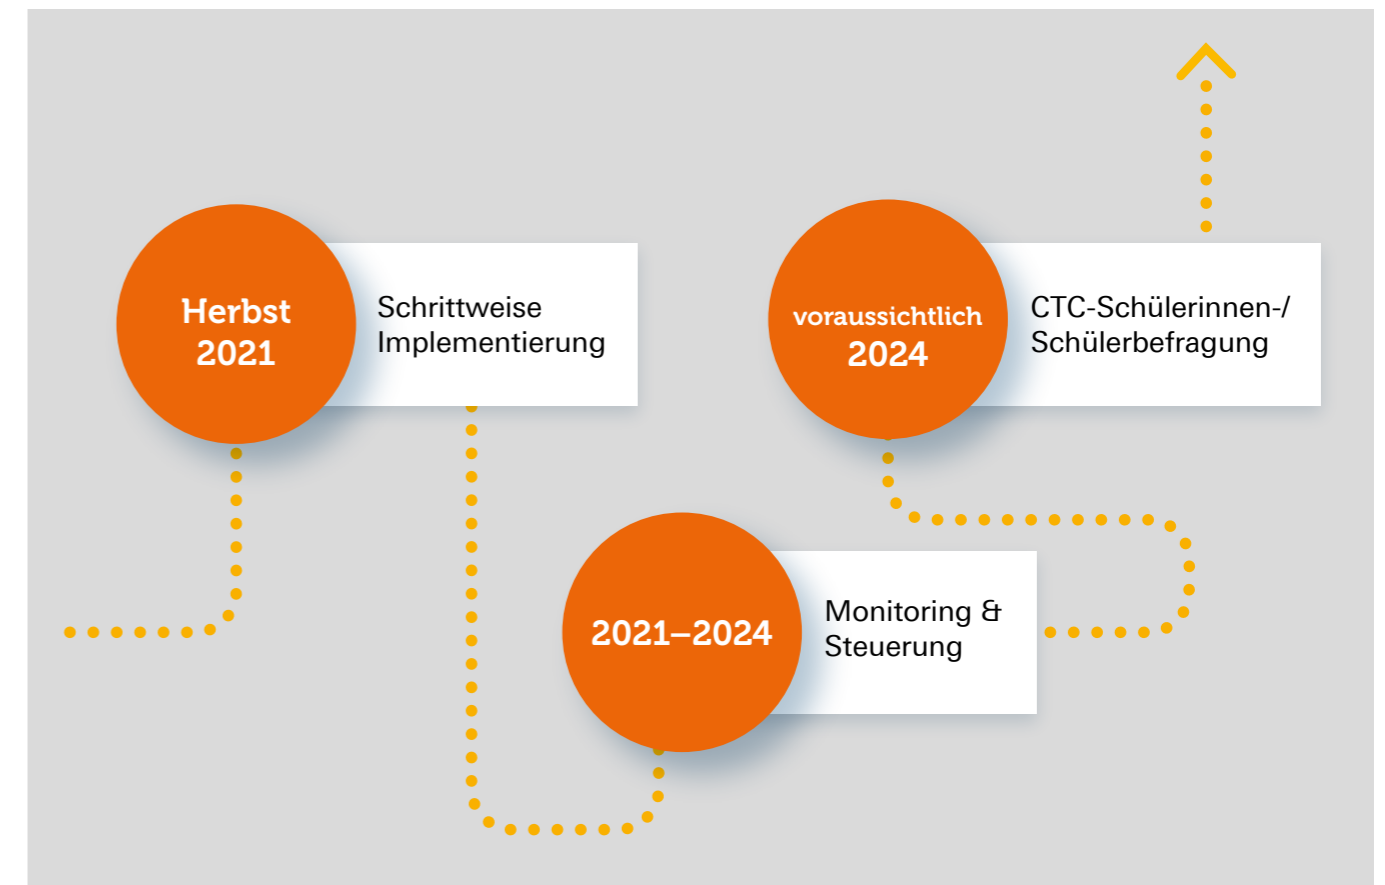 Herbst
2021
Schrittweise
Implementierung
2021–2024
Monitoring &
Steuerung
voraussichtlich
2024
CTC-Schülerinnen-/
Schülerbefragung